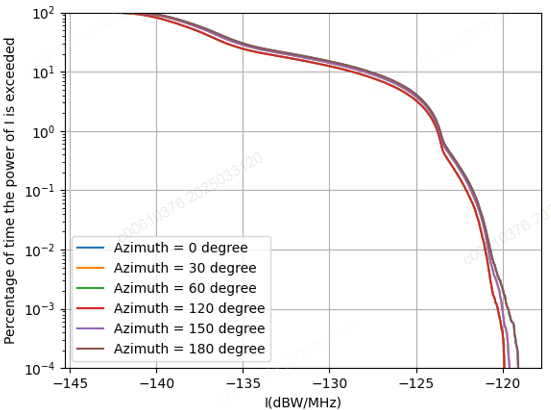 10²
10¹
10⁰
10⁻¹
10⁻²
10⁻³
10⁻⁴
Percentage of time the power of I is exceeded
c00610376 2025033120
Azimuth = 0 degree
Azimuth = 30 degree
Azimuth = 60 degree
Azimuth = 120 degree
Azimuth = 150 degree
Azimuth = 180 degree
−145
−140
−135
−130
−125
−120
I(dBW/MHz)